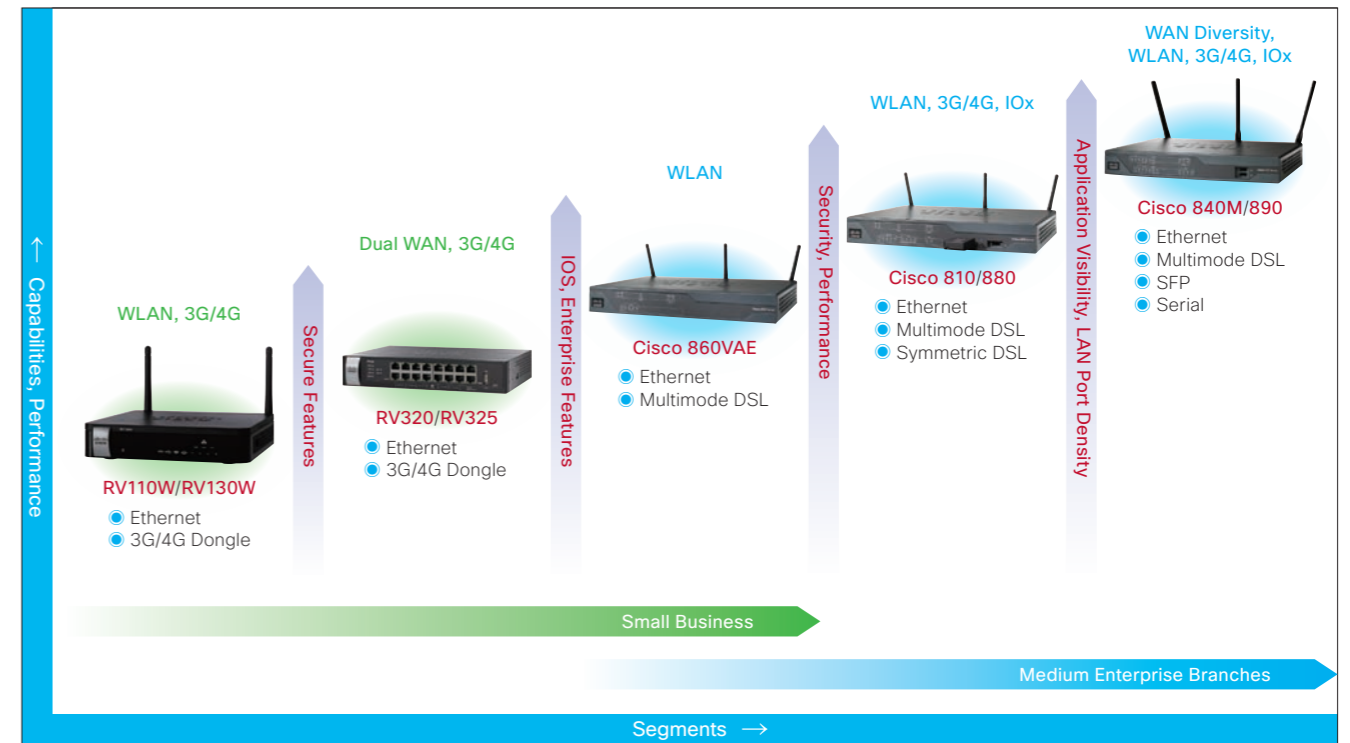 ← Capabilities, Performance
WLAN, 3G/4G
RV110W/RV130W
Ethernet
3G/4G Dongle
Secure Features
Dual WAN, 3G/4G
RV320/RV325
Ethernet
3G/4G Dongle
IOS, Enterprise Features
WLAN
Cisco 860VAE
Ethernet
Multimode DSL
Security, Performance
WLAN, 3G/4G, IOx
Cisco 810/880
Ethernet
Multimode DSL
Symmetric DSL
Application Visibility, LAN Port Density
WAN Diversity,
WLAN, 3G/4G, IOx
Cisco 840M/890
Ethernet
Multimode DSL
SFP
Serial
Small Business
Medium Enterprise Branches
Segments →